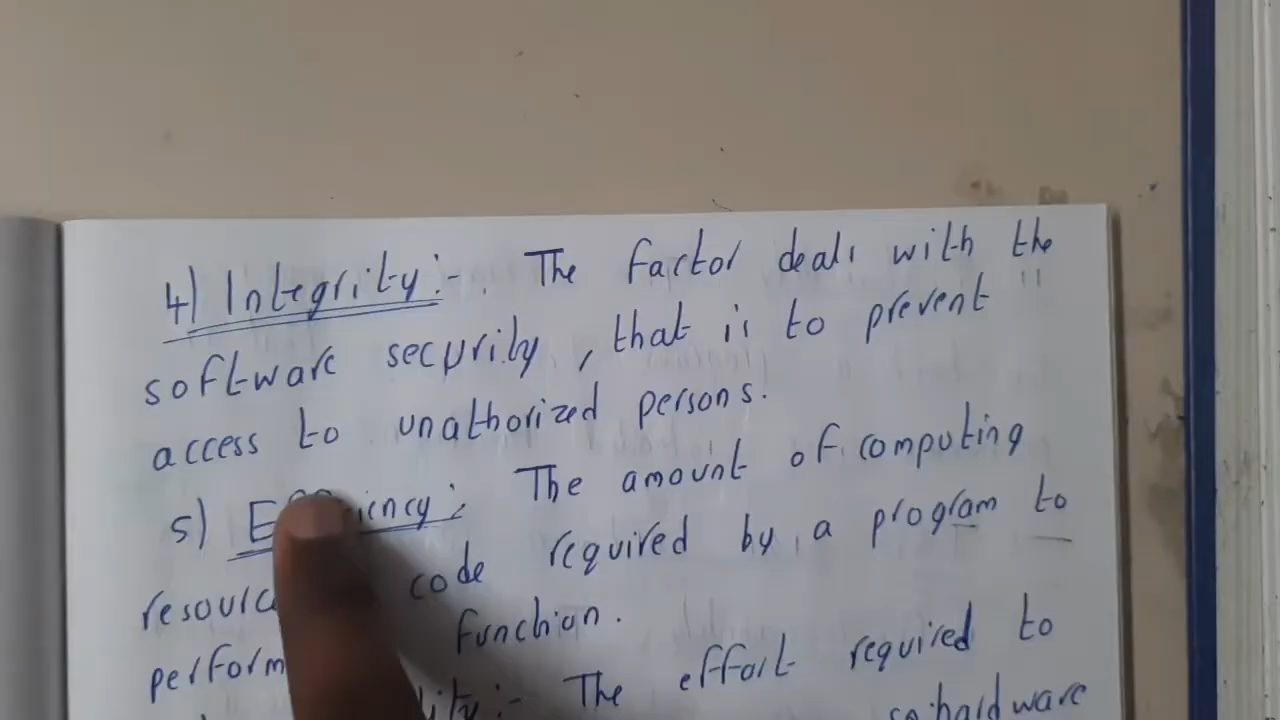 4) Integrity:- The factor deals with the
software security, that is to prevent
access to unathorized persons.
5) The amount of computing
code required by a program to
perform function.
The effort required to
hardware